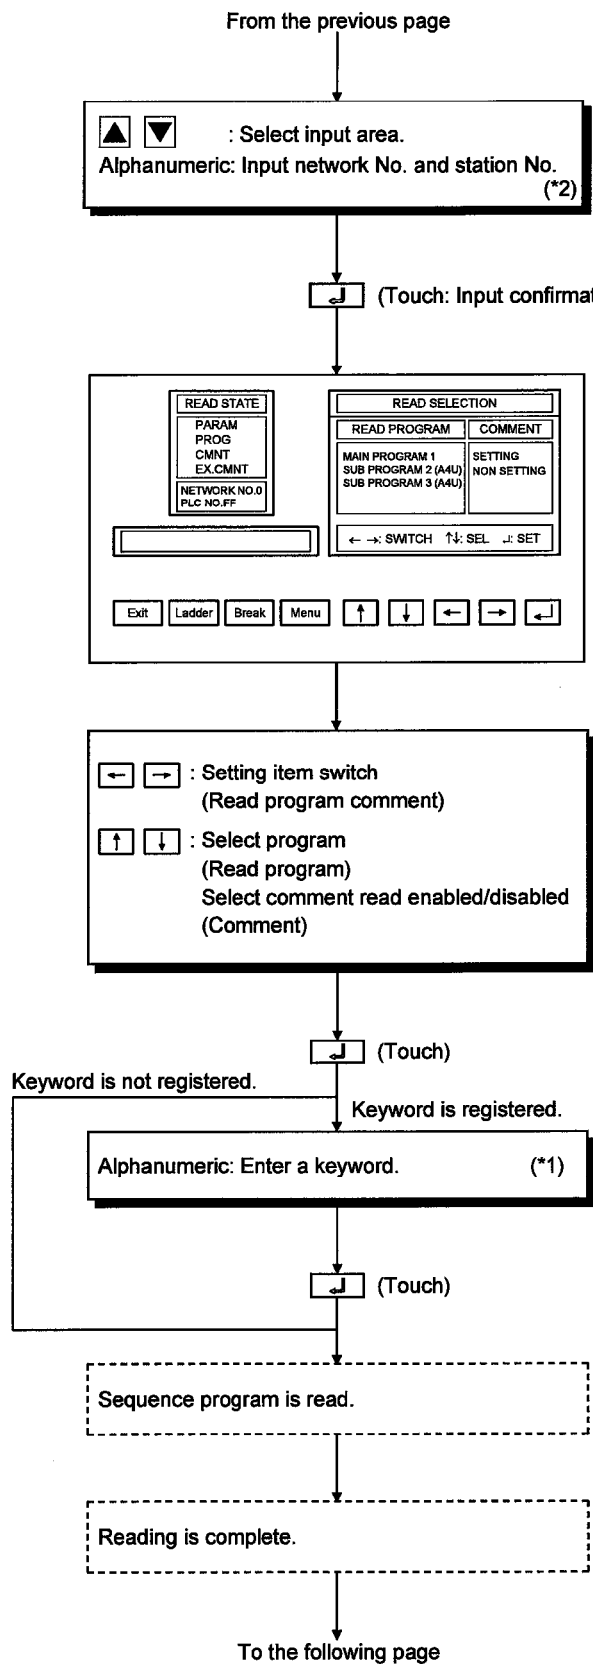 From the previous page
▲ ▼ : Select input area.
Alphanumeric: Input network No. and station No.
(*2)
(Touch: Input confirmat
READ STATE
PARAM
PROG
CMNT
EX.CMNT
NETWORK NO.0
PLC NO.FF
READ SELECTION
READ PROGRAM COMMENT
MAIN PROGRAM 1 SETTING
SUB PROGRAM 2 (A4U) NON SETTING
SUB PROGRAM 3 (A4U)
← →: SWITCH ↑↓: SEL ↵: SET
Exit Ladder Break Menu ↑ ↓ ← → ↵
← → : Setting item switch
(Read program comment)
↑ ↓ : Select program
(Read program)
Select comment read enabled/disabled
(Comment)
↵ (Touch)
Keyword is not registered.
Keyword is registered.
Alphanumeric: Enter a keyword. (*1)
↵ (Touch)
Sequence program is read.
Reading is complete.
To the following page